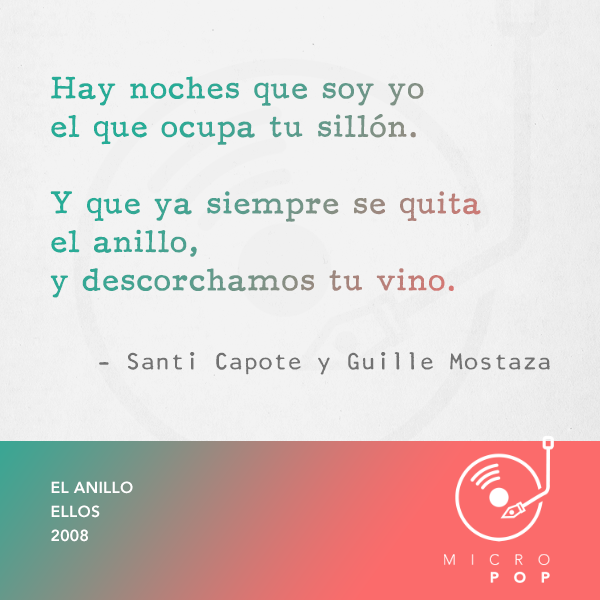 Hay noches que soy yo
el que ocupa tu sillón.
Y que ya siempre se quita
el anillo,
y descorchamos tu vino.
– Santi Capote y Guille Mostaza
EL ANILLO
ELLOS
2008
MICRO
POP